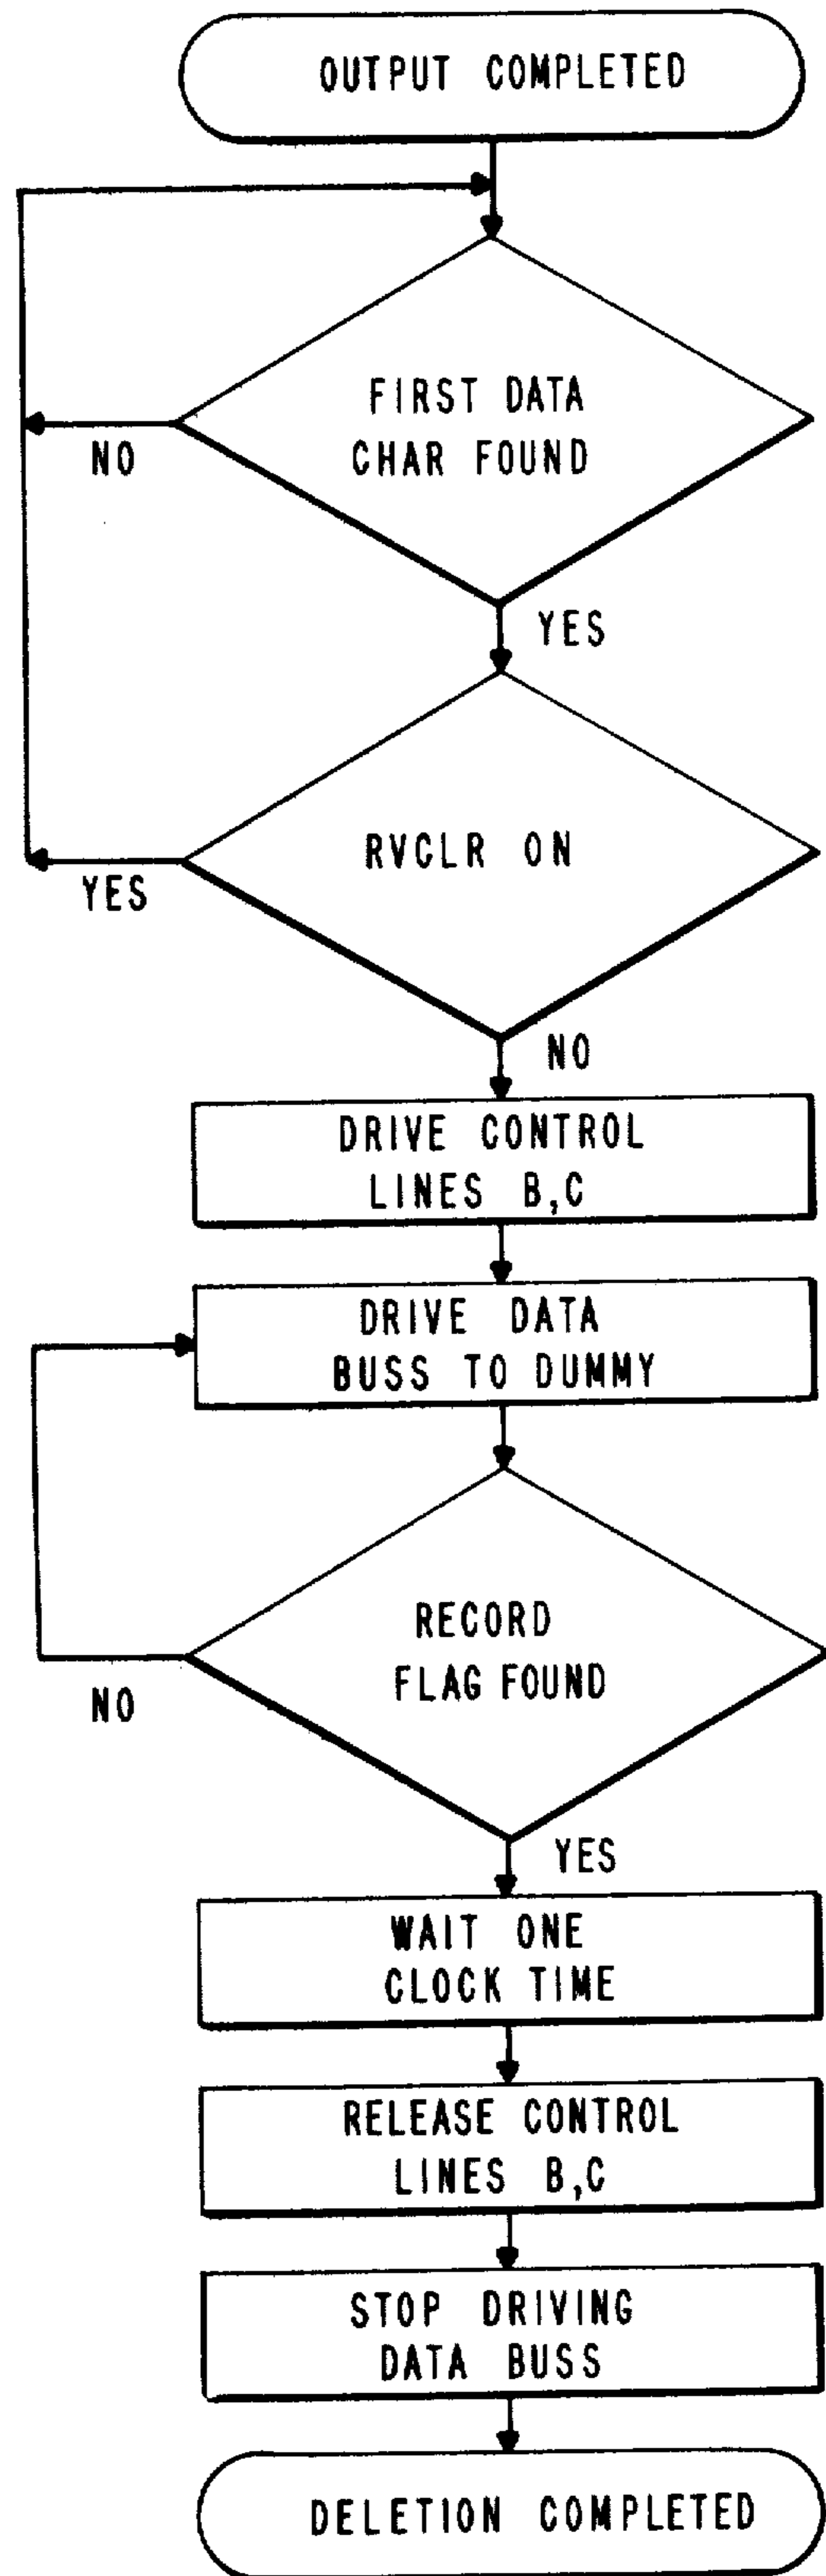 OUTPUT COMPLETED
FIRST DATA
CHAR FOUND
NO
YES
RVCLR ON
YES
NO
DRIVE CONTROL
LINES B,C
DRIVE DATA
BUSS TO DUMMY
RECORD
FLAG FOUND
NO
YES
WAIT ONE
CLOCK TIME
RELEASE CONTROL
LINES B,C
STOP DRIVING
DATA BUSS
DELETION COMPLETED